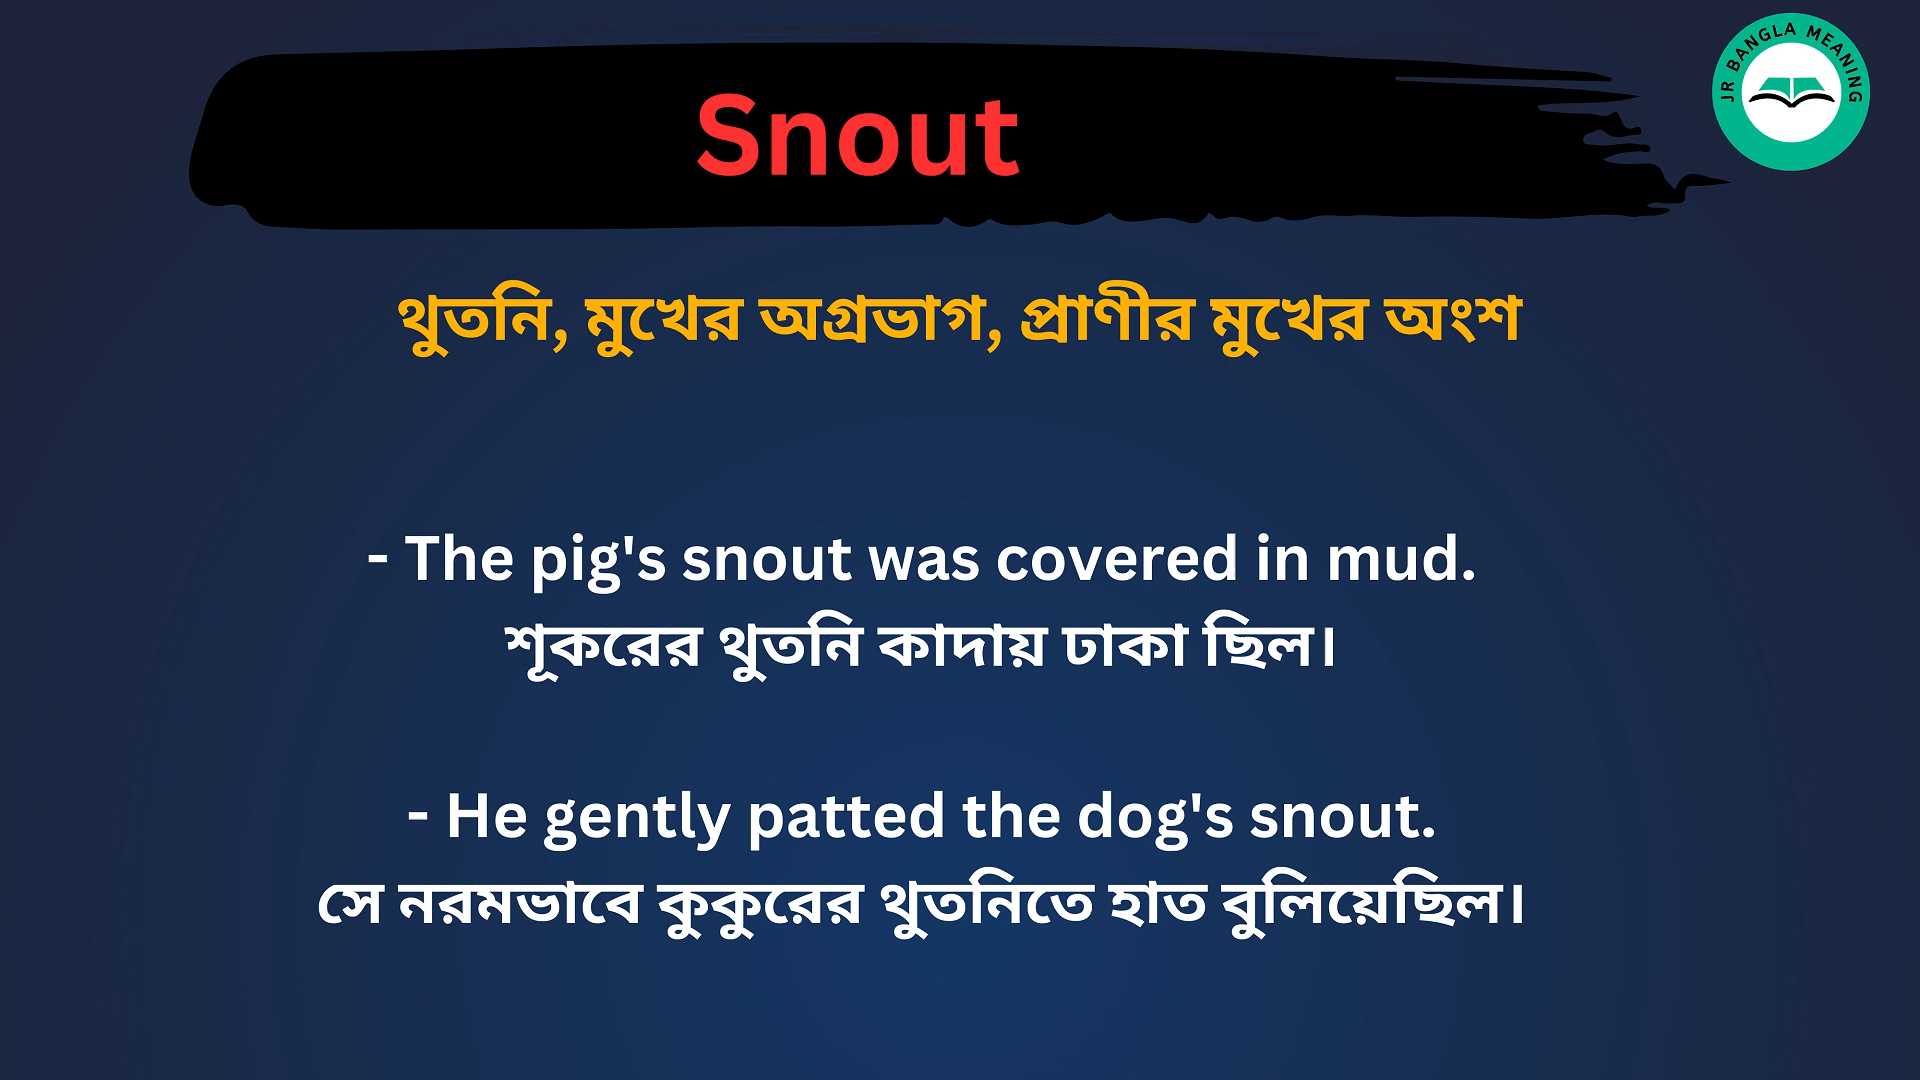 JR BANGLA MEANING
Snout
থুতনি, মুখের অগ্রভাগ, প্রাণীর মুখের অংশ
- The pig's snout was covered in mud.
শূকরের থুতনি কাদায় ঢাকা ছিল।
- He gently patted the dog's snout.
সে নরমভাবে কুকুরের থুতনিতে হাত বুলিয়েছিল।